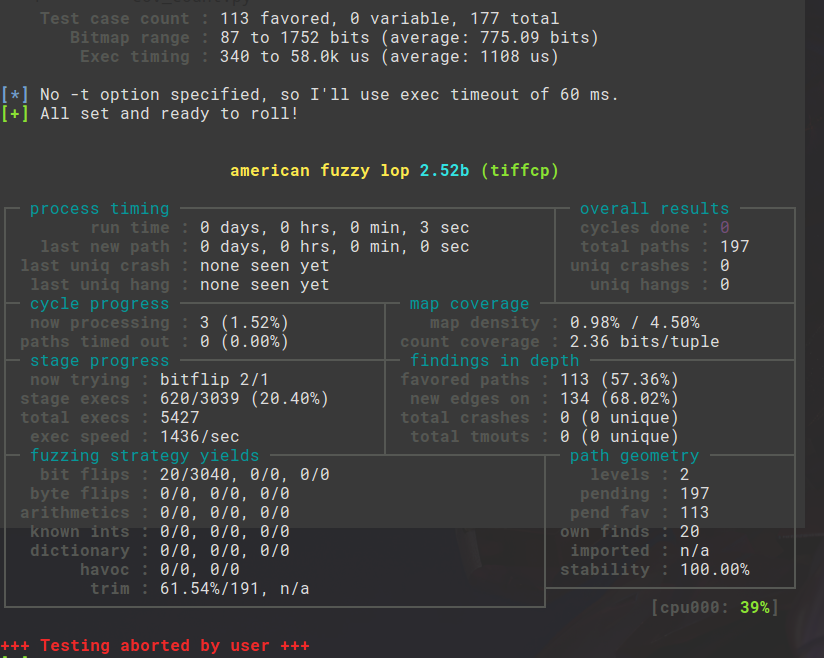 Test case count : 113 favored, 0 variable, 177 total
Bitmap range : 87 to 1752 bits (average: 775.09 bits)
Exec timing : 340 to 58.0k us (average: 1108 us)
[*] No -t option specified, so I'll use exec timeout of 60 ms.
[+] All set and ready to roll!
american fuzzy lop 2.52b (tiffcp)
process timing overall results
run time : 0 days, 0 hrs, 0 min, 3 sec cycles done : 0
last new path : 0 days, 0 hrs, 0 min, 0 sec total paths : 197
last uniq crash : none seen yet uniq crashes : 0
last uniq hang : none seen yet uniq hangs : 0
cycle progress map coverage
now processing : 3 (1.52%) map density : 0.98% / 4.50%
paths timed out : 0 (0.00%) count coverage : 2.36 bits/tuple
stage progress findings in depth
now trying : bitflip 2/1 favored paths : 113 (57.36%)
stage execs : 620/3039 (20.40%) new edges on : 134 (68.02%)
total execs : 5427 total crashes : 0 (0 unique)
exec speed : 1436/sec total tmouts : 0 (0 unique)
fuzzing strategy yields path geometry
bit flips : 20/3040, 0/0, 0/0 levels : 2
byte flips : 0/0, 0/0, 0/0 pending : 197
arithmetics : 0/0, 0/0, 0/0 pend fav : 113
known ints : 0/0, 0/0, 0/0 own finds : 20
dictionary : 0/0, 0/0, 0/0 imported : n/a
havoc : 0/0, 0/0 stability : 100.00%
trim : 61.54%/191, n/a
[cpu000: 39%]
+++ Testing aborted by user +++